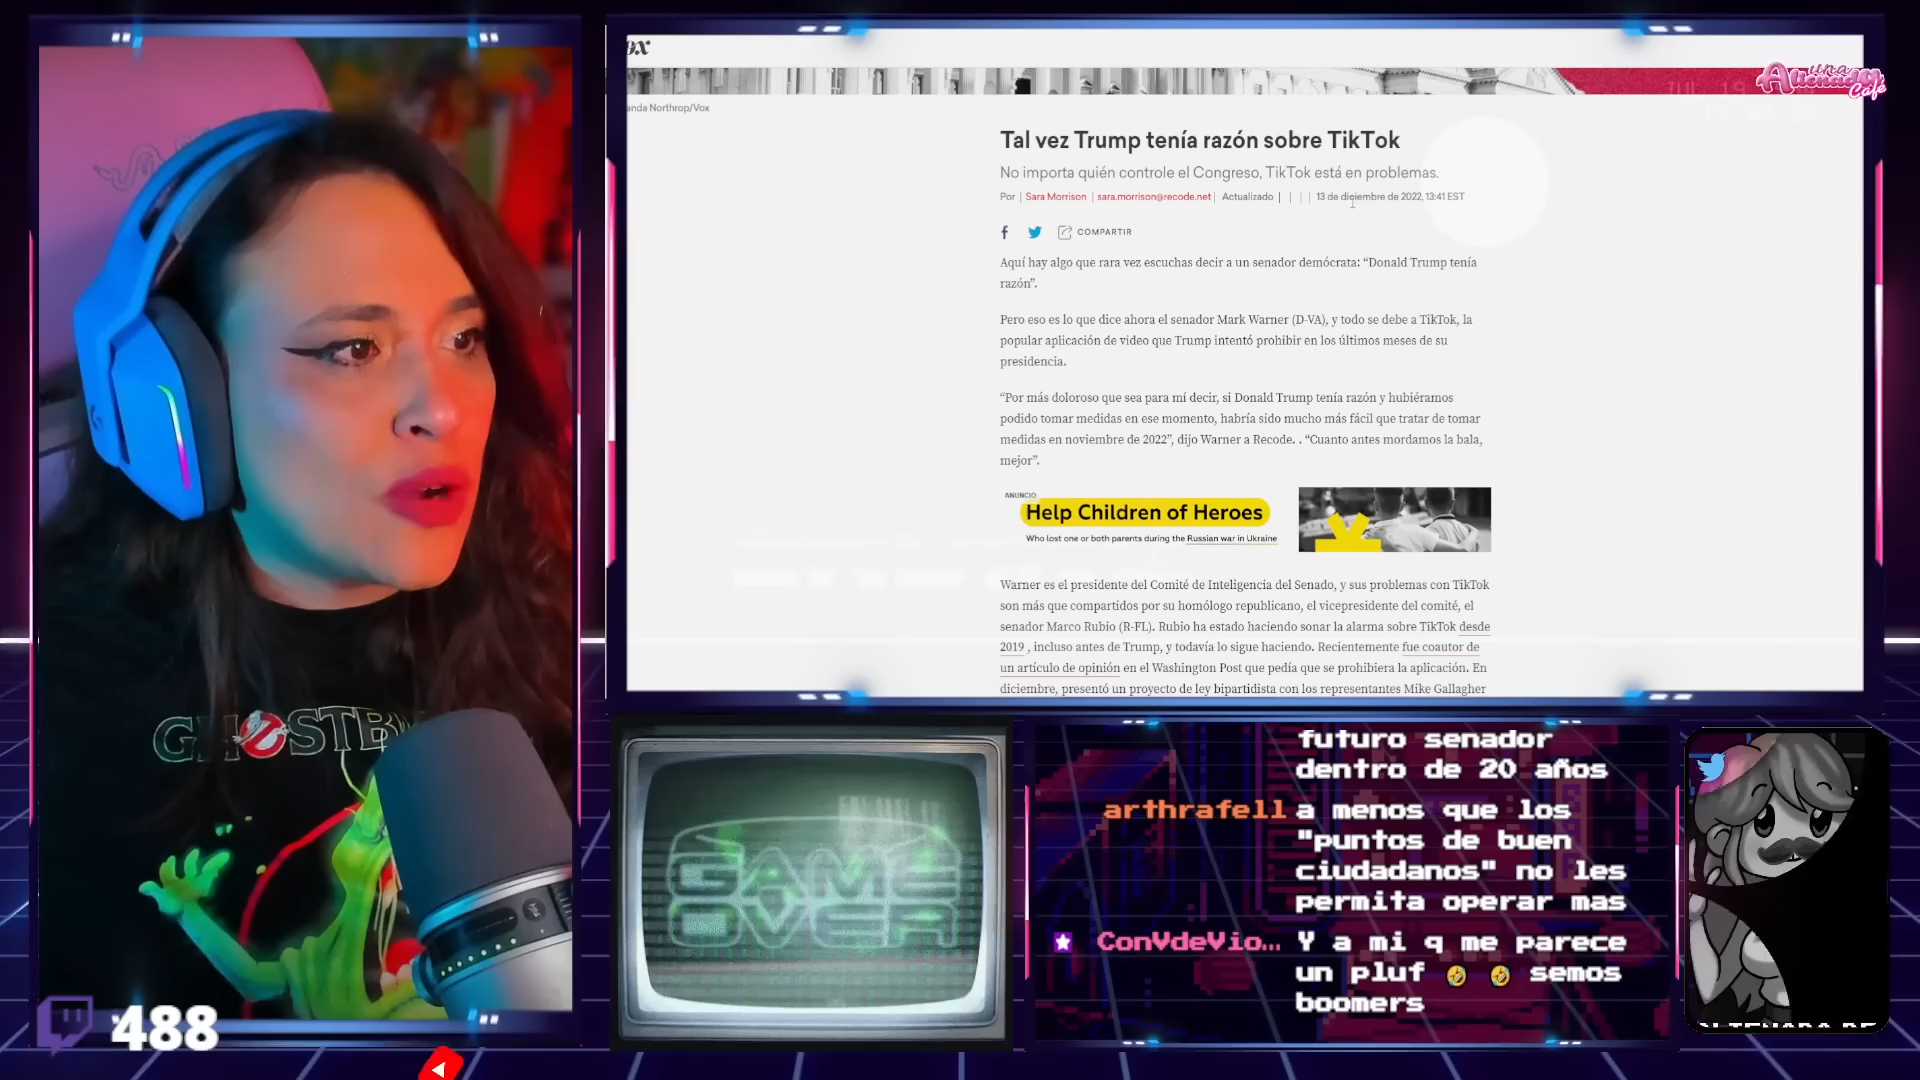 ox
anda Northrop/Vox
una
Altenado
Café
Tal vez Trump tenía razón sobre TikTok
No importa quién controle el Congreso, TikTok está en problemas.
Por | Sara Morrison | sara.morrison@recode.net | Actualizado | | | | 13 de diciembre de 2022, 13:41 EST
COMPARTIR
Aquí hay algo que rara vez escuchas decir a un senador demócrata: “Donald Trump tenía
razón”.
Pero eso es lo que dice ahora el senador Mark Warner (D-VA), y todo se debe a TikTok, la
popular aplicación de video que Trump intentó prohibir en los últimos meses de su
presidencia.
“Por más doloroso que sea para mí decir, si Donald Trump tenía razón y hubiéramos
podido tomar medidas en ese momento, habría sido mucho más fácil que tratar de tomar
medidas en noviembre de 2022”, dijo Warner a Recode. . “Cuanto antes mordamos la bala,
mejor”.
ANUNCIO
Help Children of Heroes
Who lost one or both parents during the Russian war in Ukraine
Warner es el presidente del Comité de Inteligencia del Senado, y sus problemas con TikTok
son más que compartidos por su homólogo republicano, el vicepresidente del comité, el
senador Marco Rubio (R-FL). Rubio ha estado haciendo sonar la alarma sobre TikTok desde
2019 , incluso antes de Trump, y todavía lo sigue haciendo. Recientemente fue coautor de
un artículo de opinión en el Washington Post que pedía que se prohibiera la aplicación. En
diciembre, presentó un proyecto de ley bipartidista con los representantes Mike Gallagher
GHOSTBU
488
GAME
OVER
futuro senador
dentro de 20 años
arthrafell a menos que los
"puntos de buen
ciudadanos" no les
permita operar mas
ConVdeVio... Y a mi q me parece
un pluf 🤣 🤣 semos
boomers